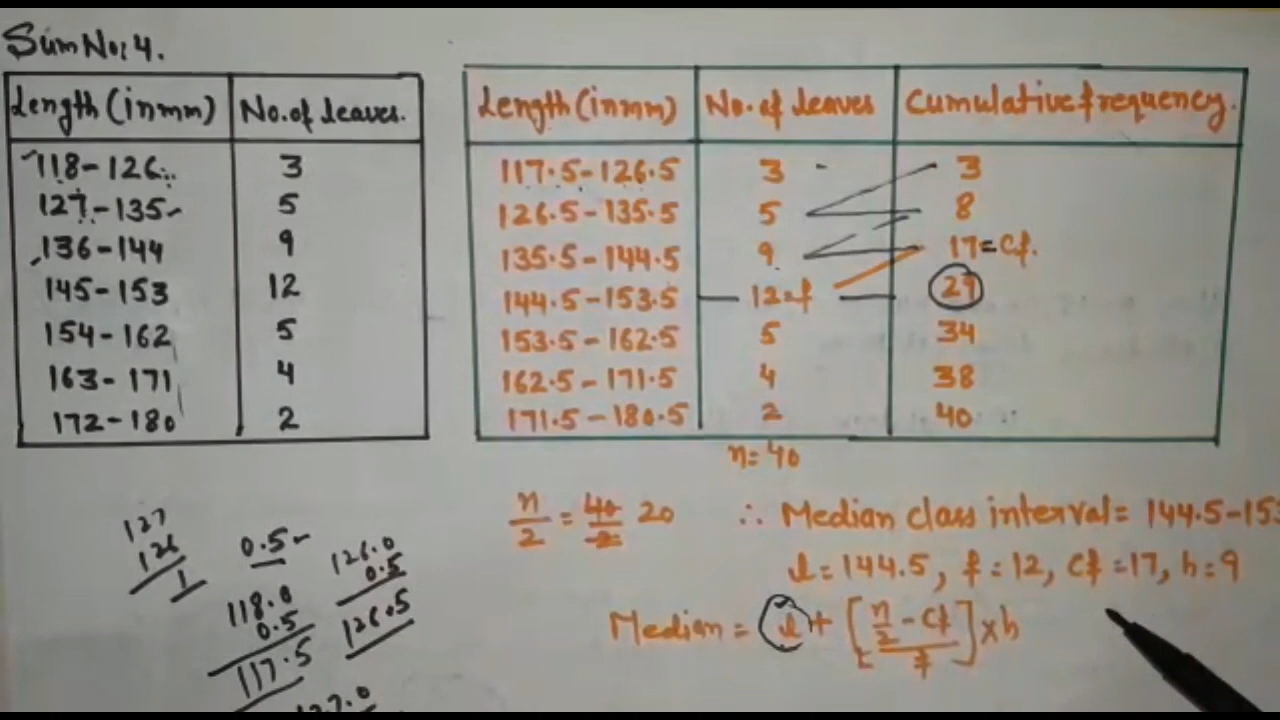 Sum No: 4.
Length (in mm) No. of leaves.
118 - 126 3
127 - 135 5
136 - 144 9
145 - 153 12
154 - 162 5
163 - 171 4
172 - 180 2
Length (in mm) No. of leaves Cumulative frequency.
117.5 - 126.5 3 3
126.5 - 135.5 5 8
135.5 - 144.5 9 17 = Cf.
144.5 - 153.5 12 = f 29
153.5 - 162.5 5 34
162.5 - 171.5 4 38
171.5 - 180.5 2 40
n = 40
n/2 = 40/2 20 ∴ Median class interval = 144.5 - 15
l = 144.5, f = 12, Cf = 17, h = 9
Median = l + [n/2 - Cf / f] × h
127
126
1
0.5
118.0
0.5
117.5
126.0
0.5
126.5
127.0